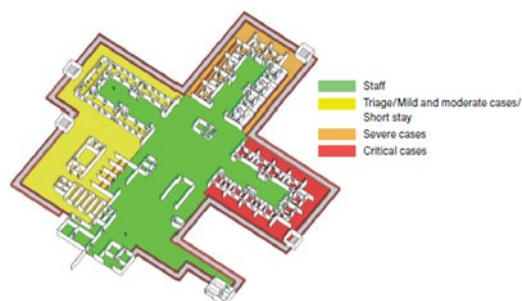 Staff
Triage/Mild and moderate cases/
Short stay
Severe cases
Critical cases